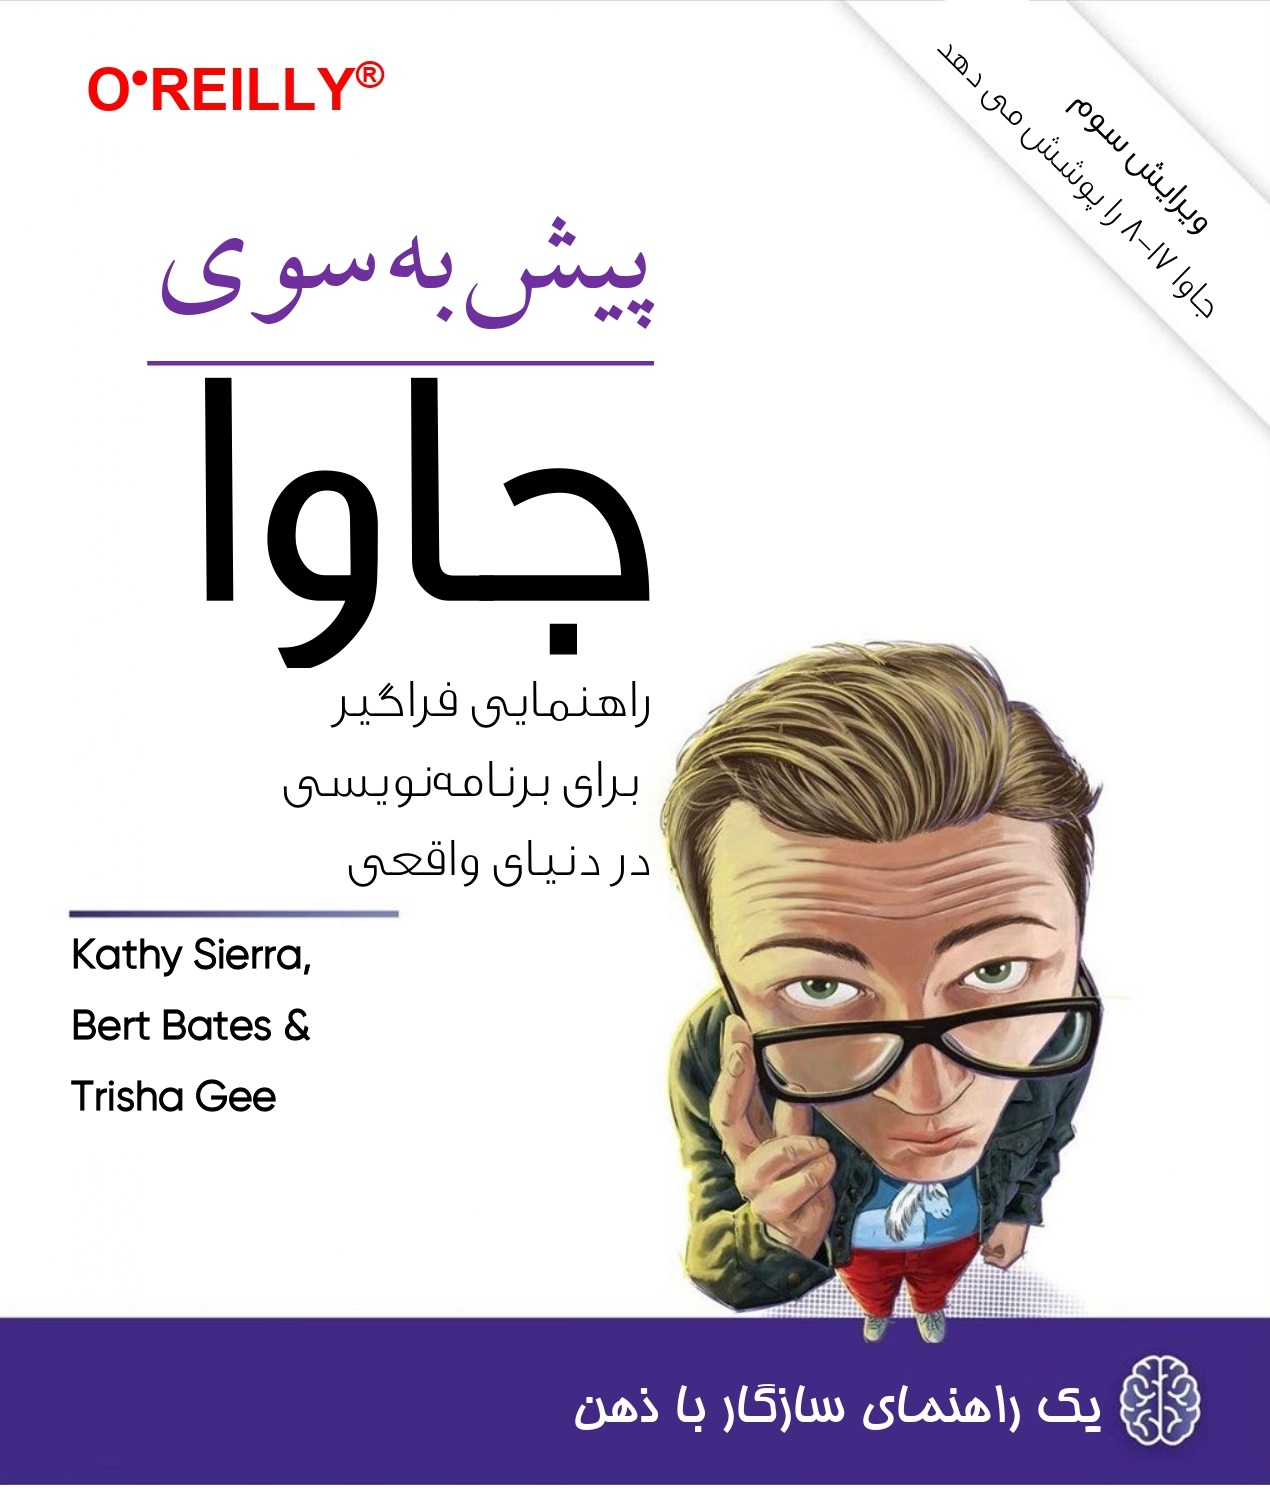 O'REILLY®
ویرایش سوم
جاوا ۱۷-۸ را پوشش می دهد
پیش به سوی
جاوا
راهنمایی فراگیر
برای برنامه‌نویسی
در دنیای واقعی
Kathy Sierra,
Bert Bates &
Trisha Gee
یک راهنمای سازگار با ذهن